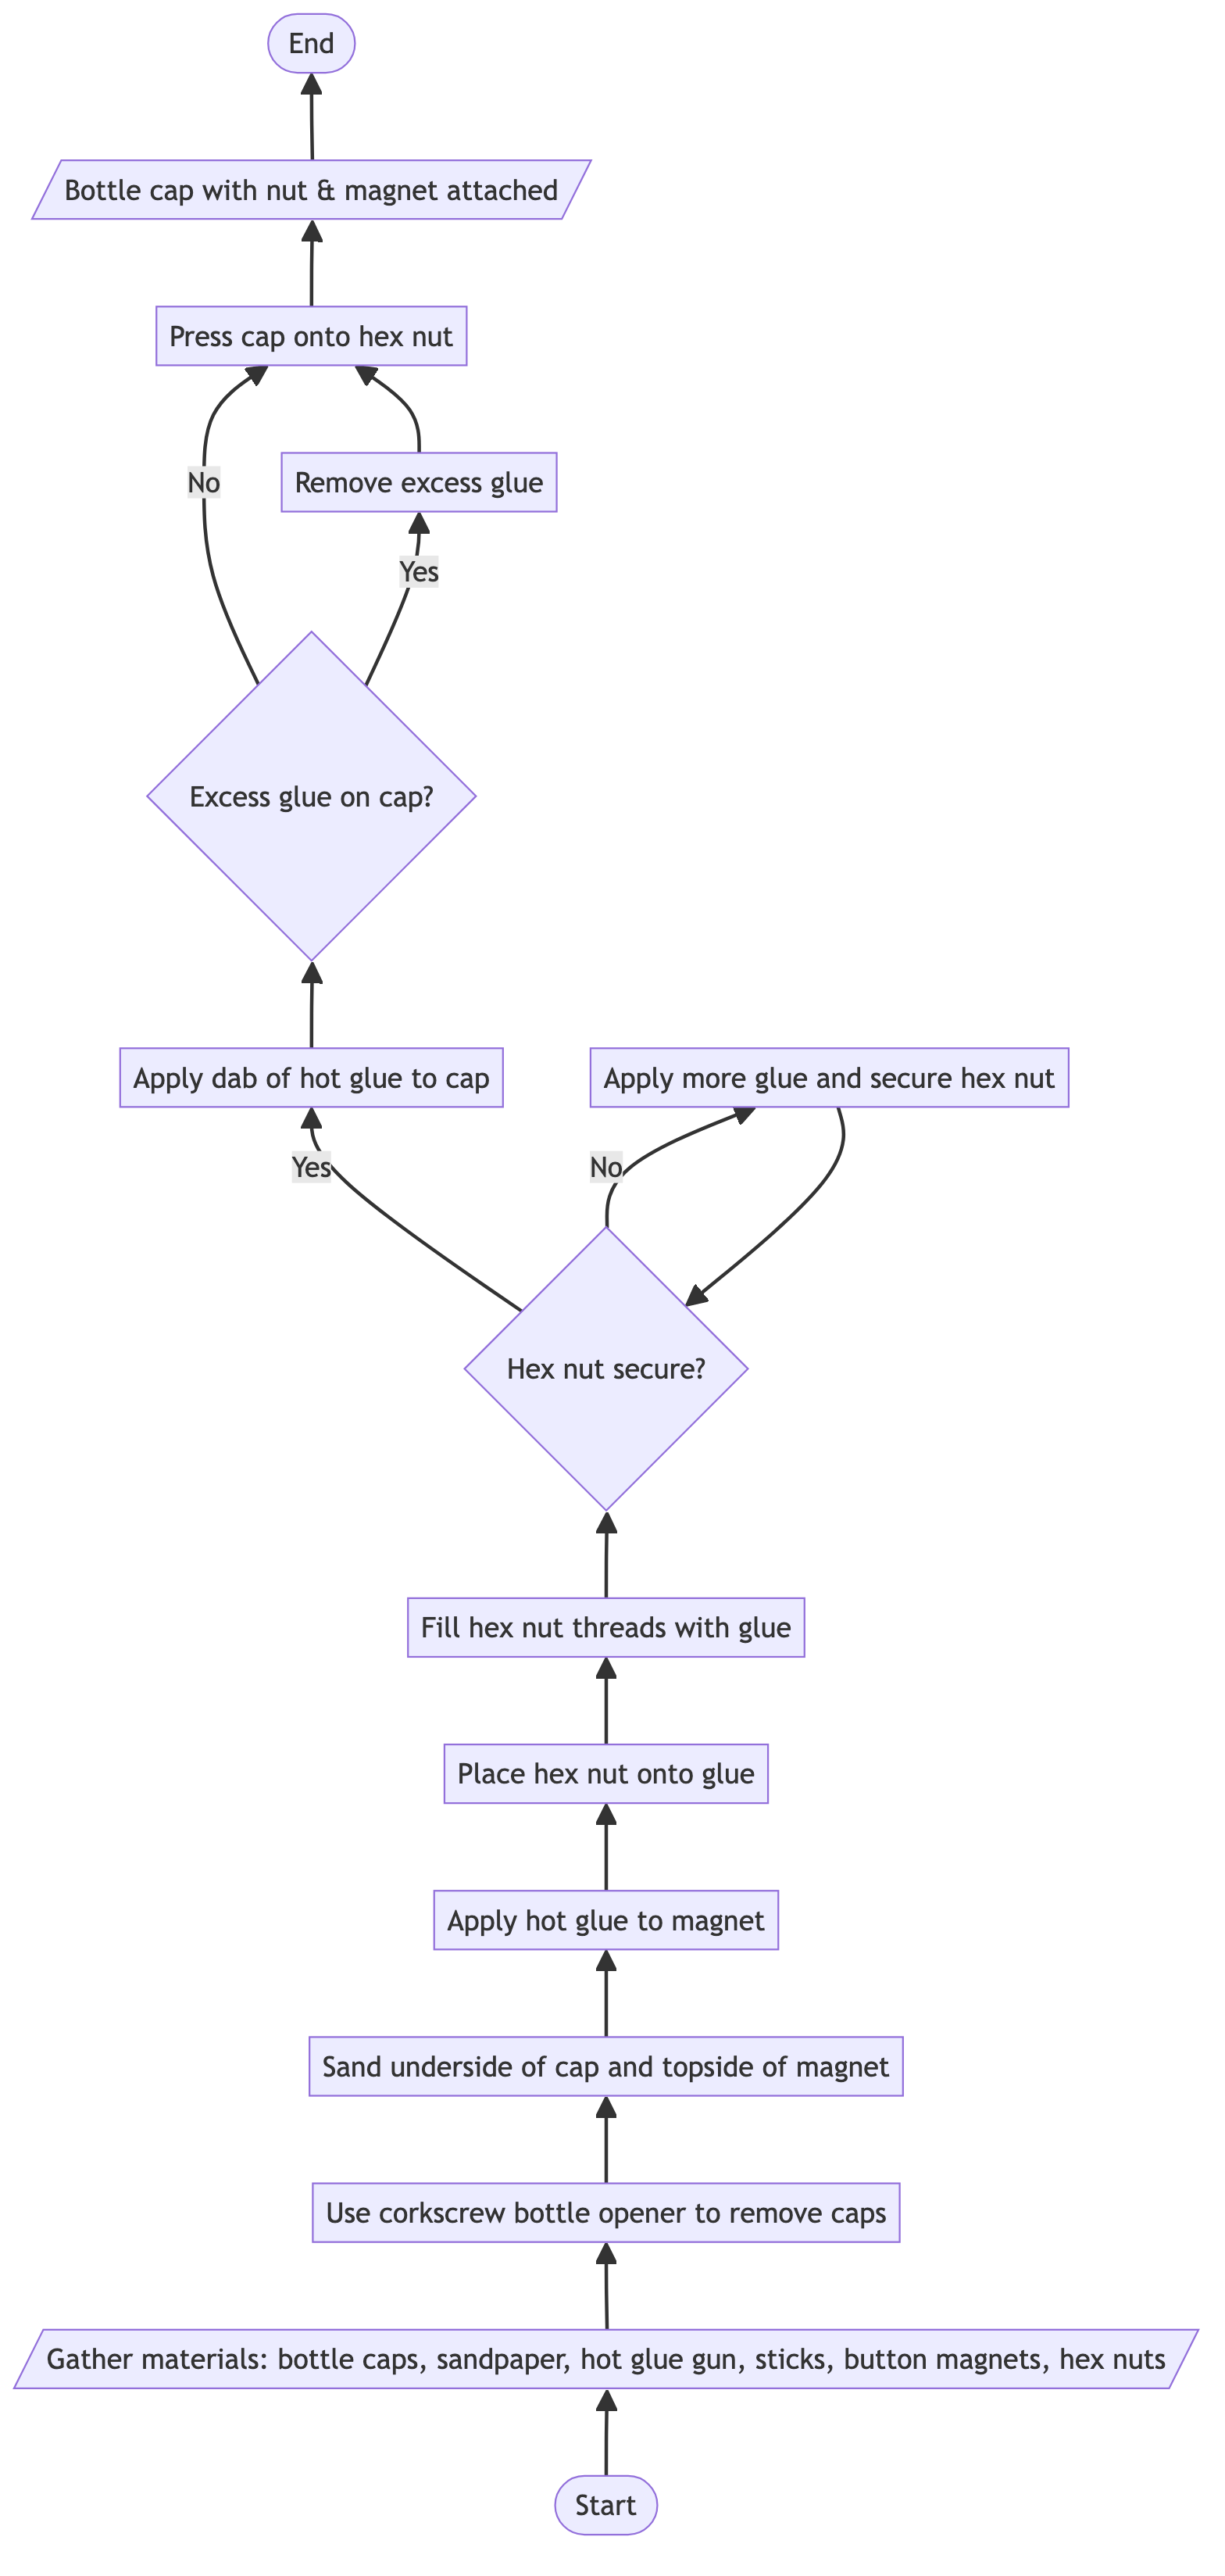 End
Bottle cap with nut & magnet attached
Press cap onto hex nut
No
Remove excess glue
Yes
Excess glue on cap?
Apply dab of hot glue to cap
Apply more glue and secure hex nut
Yes
No
Hex nut secure?
Fill hex nut threads with glue
Place hex nut onto glue
Apply hot glue to magnet
Sand underside of cap and topside of magnet
Use corkscrew bottle opener to remove caps
Gather materials: bottle caps, sandpaper, hot glue gun, sticks, button magnets, hex nuts
Start